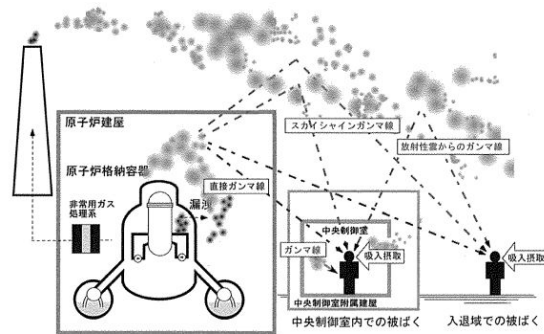 原子炉建屋
スカイシャインガンマ線
放射性雲からのガンマ線
原子炉格納容器
直接ガンマ線
漏洩
非常用ガス
処理系
中央制御室
ガンマ線
吸入摂取
吸入摂取
中央制御室附属建屋
中央制御室内での被ばく
入退域での被ばく